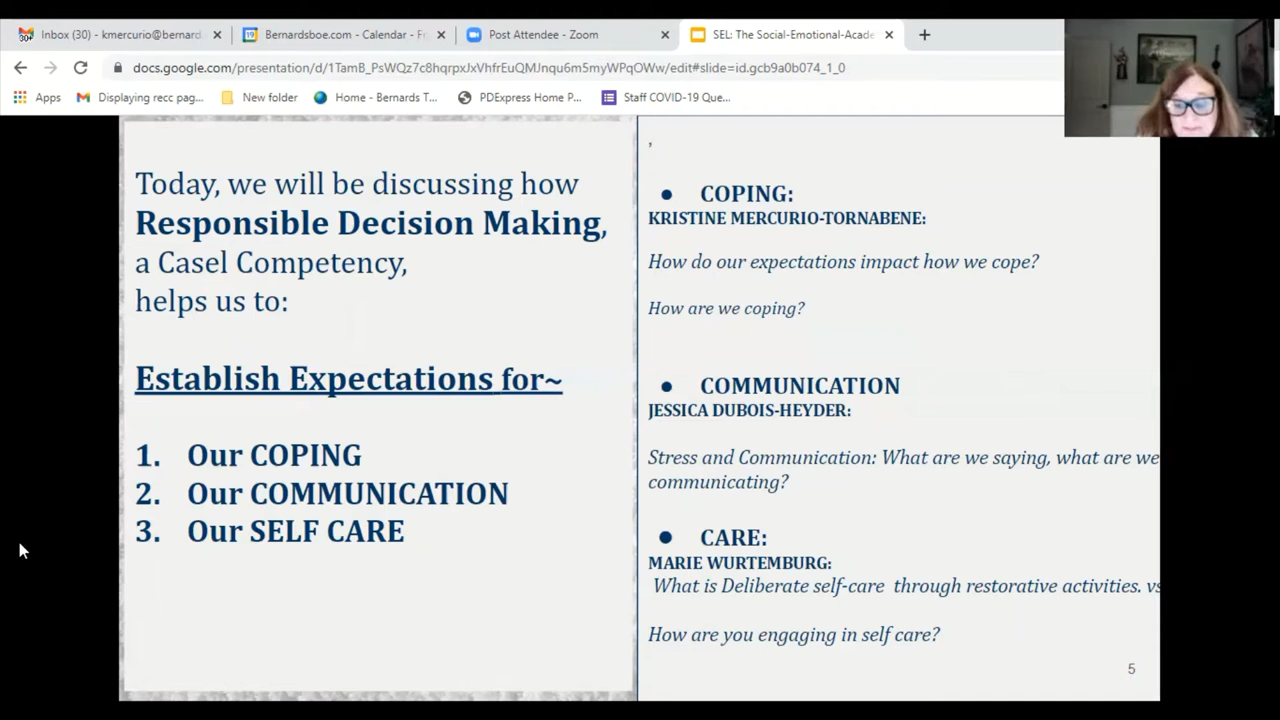 Inbox (30) - kmercurio@bernard
Bernardsboe.com - Calendar - Fr
Post Attendee - Zoom
SEL: The Social-Emotional-Acade
docs.google.com/presentation/d/1TamB_PsWQz7c8hqrpxJxVhfrEuQMJnqu6m5myWPqOWw/edit#slide=id.gcb9a0b074_1_0
Apps
Displaying recc pag...
New folder
Home - Bernards T...
PDExpress Home P...
Staff COVID-19 Que...
Today, we will be discussing how
Responsible Decision Making,
a Casel Competency,
helps us to:
Establish Expectations for~
1. Our COPING
2. Our COMMUNICATION
3. Our SELF CARE
,
● COPING:
KRISTINE MERCURIO-TORNABENE:
How do our expectations impact how we cope?
How are we coping?
● COMMUNICATION
JESSICA DUBOIS-HEYDER:
Stress and Communication: What are we saying, what are we
communicating?
● CARE:
MARIE WURTEMBURG:
What is Deliberate self-care through restorative activities. vs
How are you engaging in self care?
5